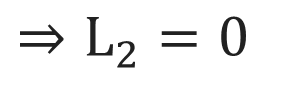 ⇒ L₂ = 0